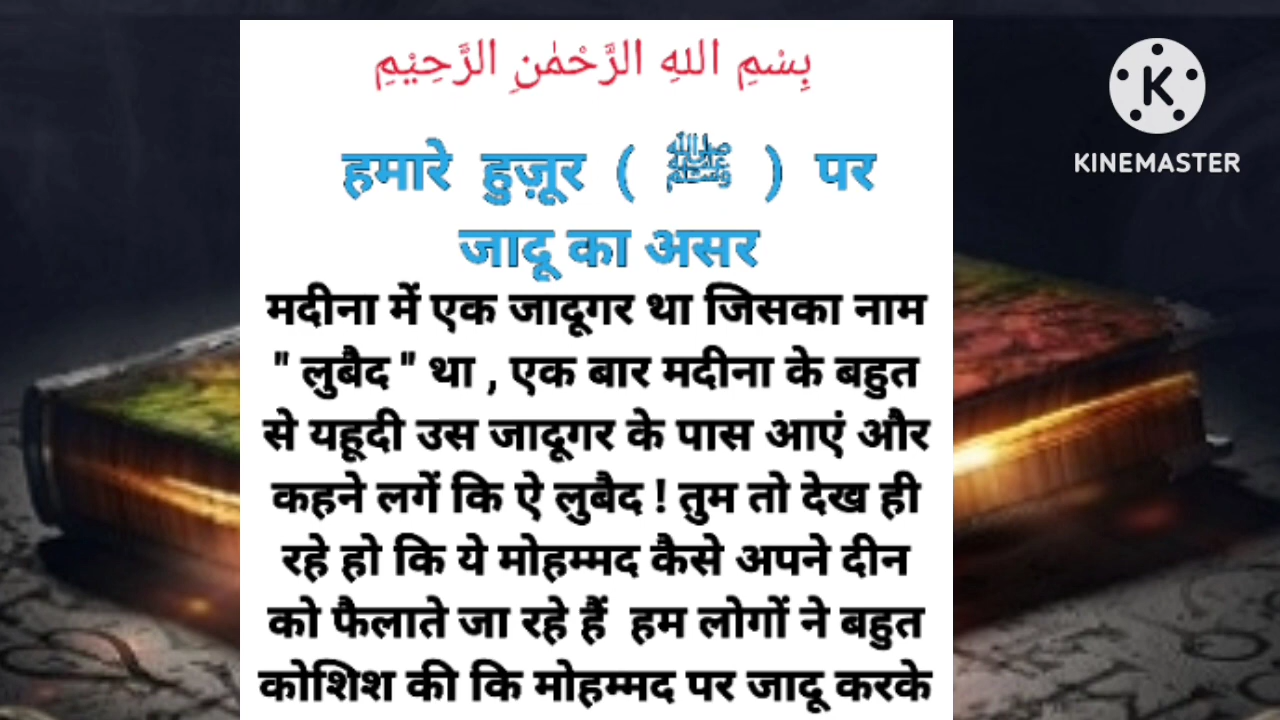 بِسْمِ اللهِ الرَّحْمٰنِ الرَّحِيْمِ
हमारे हुज़ूर ( ﷺ ) पर
जादू का असर
मदीना में एक जादूगर था जिसका नाम
" लुबैद " था , एक बार मदीना के बहुत
से यहूदी उस जादूगर के पास आएं और
कहने लगें कि ऐ लुबैद ! तुम तो देख ही
रहे हो कि ये मोहम्मद कैसे अपने दीन
को फैलाते जा रहे हैं हम लोगों ने बहुत
कोशिश की कि मोहम्मद पर जादू करके
KINEMASTER